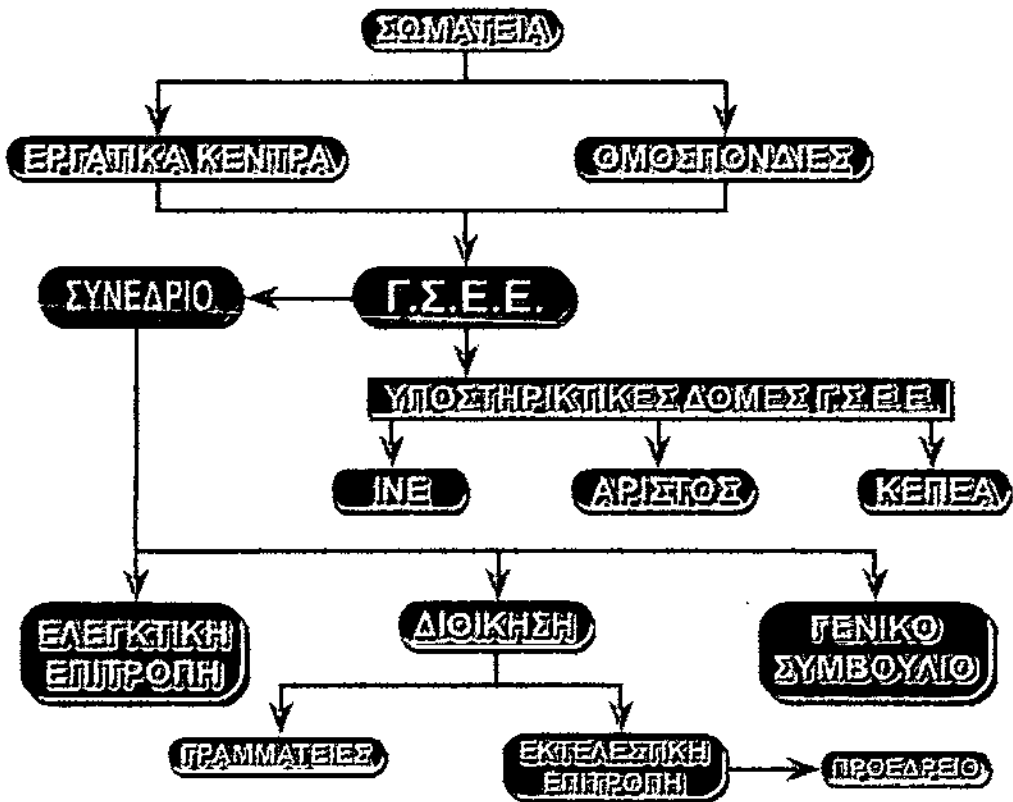 ΣΩΜΑΤΕΙΑ
ΕΡΓΑΤΙΚΑ ΚΕΝΤΡΑ
ΟΜΟΣΠΟΝΔΙΕΣ
ΣΥΝΕΔΡΙΟ
Γ.Σ.Ε.Ε.
ΥΠΟΣΤΗΡΙΚΤΙΚΕΣ ΔΟΜΕΣ Γ.Σ.Ε.Ε.
ΙΝΕ
ΑΡΙΣΤΟΣ
ΚΕΠΕΑ
ΕΛΕΓΚΤΙΚΗ
ΕΠΙΤΡΟΠΗ
ΔΙΟΙΚΗΣΗ
ΓΕΝΙΚΟ
ΣΥΜΒΟΥΛΙΟ
ΓΡΑΜΜΑΤΕΙΕΣ
ΕΚΤΕΛΕΣΤΙΚΗ
ΕΠΙΤΡΟΠΗ
ΠΡΟΕΔΡΕΙΟ